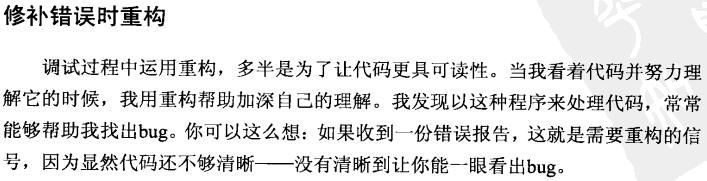 修补错误时重构
调试过程中运用重构，多半是为了让代码更具可读性。当我看着代码并努力理
解它的时候，我用重构帮助加深自己的理解。我发现以这种程序来处理代码，常常
能够帮助我找出bug。你可以这么想：如果收到一份错误报告，这就是需要重构的信
号，因为显然代码还不够清晰——没有清晰到让你能一眼看出bug。